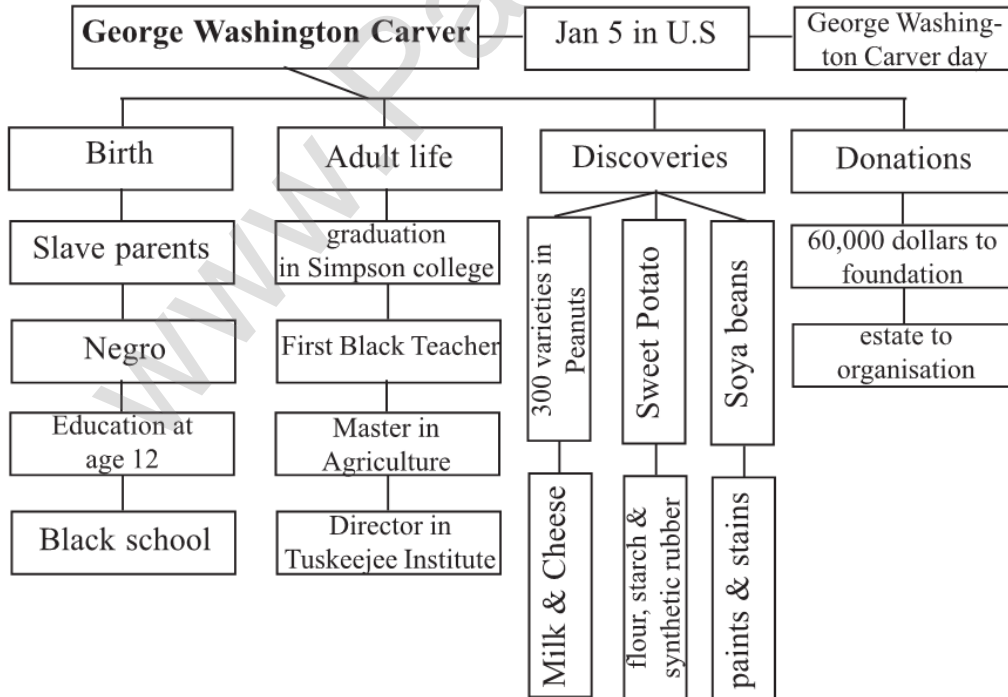 George Washington Carver
Jan 5 in U.S
George Washing-
ton Carver day
Birth
Adult life
Discoveries
Donations
Slave parents
graduation
in Simpson college
300 varieties in
Peanuts
Sweet Potato
Soya beans
60,000 dollars to
foundation
Negro
First Black Teacher
estate to
organisation
Education at
age 12
Master in
Agriculture
Black school
Director in
Tuskeejee Institute
Milk & Cheese
flour, starch &
synthetic rubber
paints & stains
www.Pa